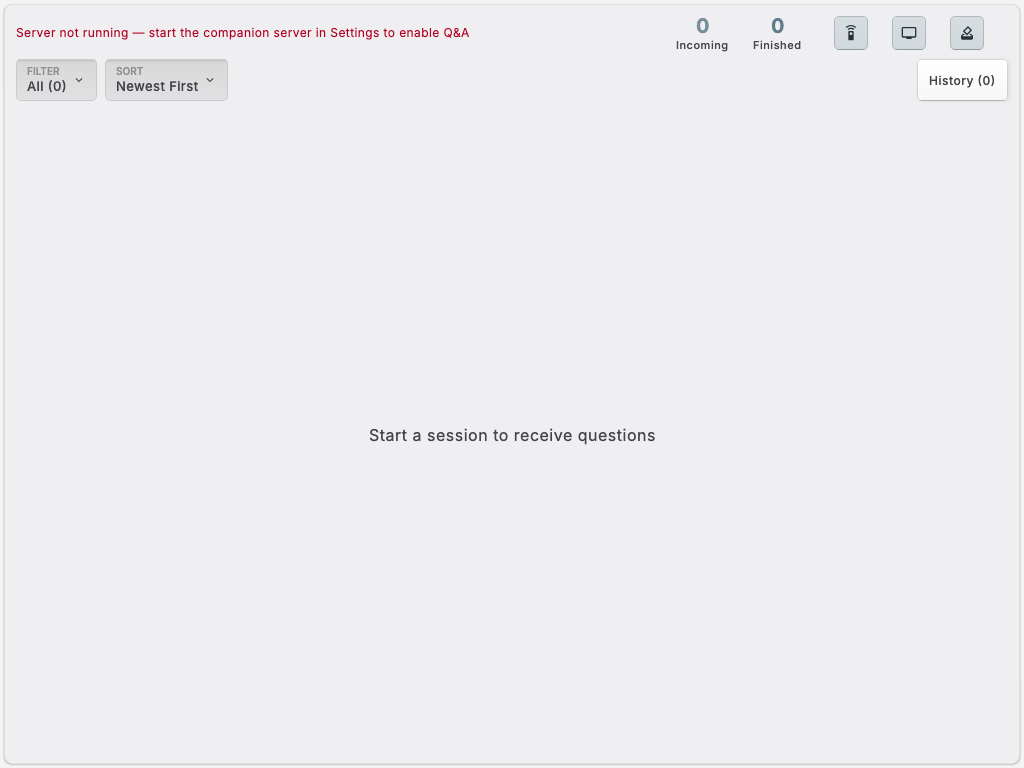 Server not running — start the companion server in Settings to enable Q&A
0
Incoming
0
Finished
FILTER
All (0)
SORT
Newest First
History (0)
Start a session to receive questions